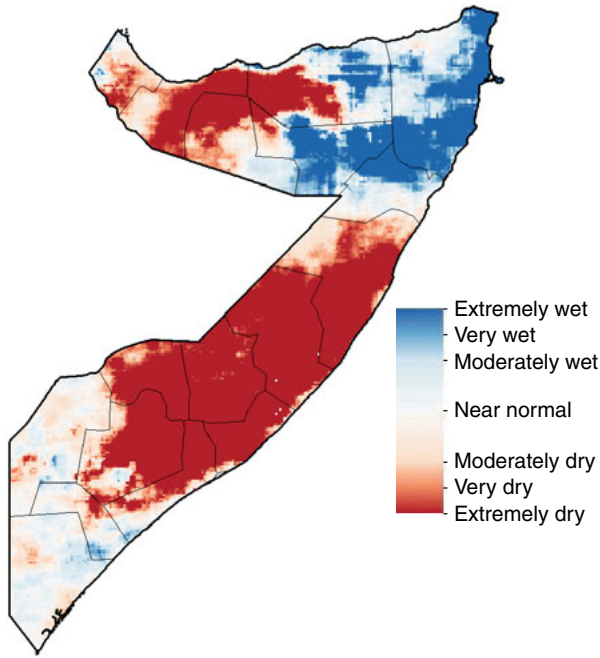 Extremely wet
Very wet
Moderately wet
Near normal
Moderately dry
Very dry
Extremely dry